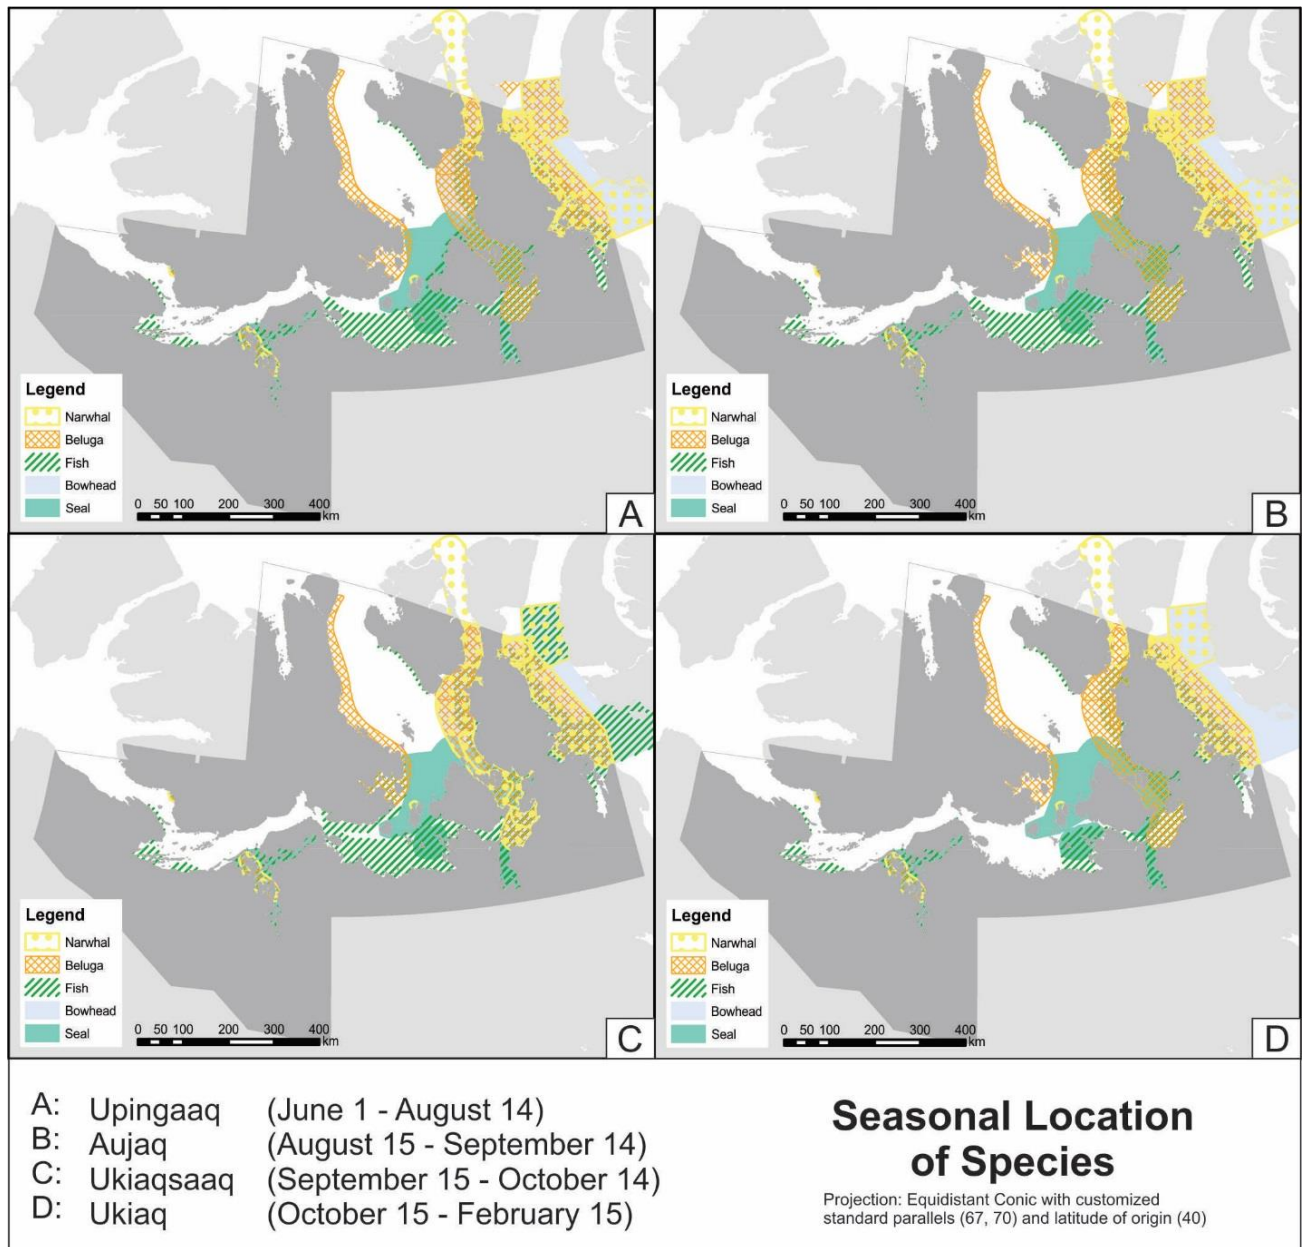 Legend
Narwhal
Beluga
Fish
Bowhead
Seal
0 50 100 200 300 400
km
A
Legend
Narwhal
Beluga
Fish
Bowhead
Seal
0 50 100 200 300 400
km
B
Legend
Narwhal
Beluga
Fish
Bowhead
Seal
0 50 100 200 300 400
km
C
Legend
Narwhal
Beluga
Fish
Bowhead
Seal
0 50 100 200 300 400
km
D
A: Upingaaq (June 1 - August 14)
B: Aujaq (August 15 - September 14)
C: Ukiaqsaaq (September 15 - October 14)
D: Ukiaq (October 15 - February 15)
Seasonal Location
of Species
Projection: Equidistant Conic with customized
standard parallels (67, 70) and latitude of origin (40)